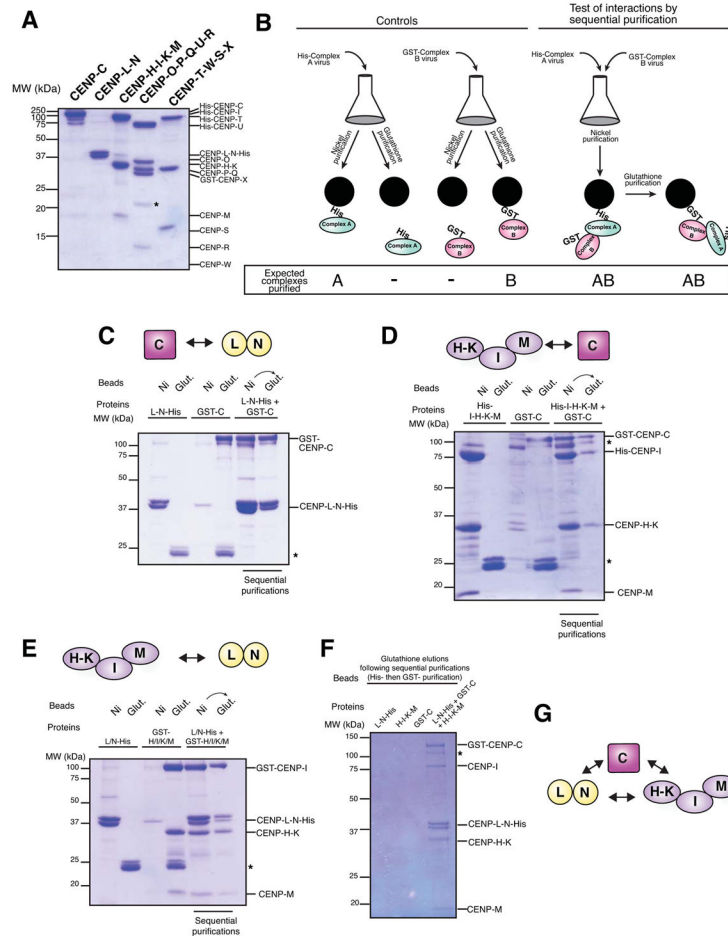 A
CENP-C
CENP-L-N
CENP-H-I-K-M
CENP-O-P-Q-U-R
CENP-T-W-S-X
MW (kDa)
250
100
75
50
37
25
20
15
His-CENP-C
His-CENP-I
His-CENP-T
His-CENP-U
CENP-L-N-His
CENP-O
CENP-H-K
CENP-P-Q
GST-CENP-X
*
CENP-M
CENP-S
CENP-R
CENP-W
B
Controls
Test of interactions by
sequential purification
His-Complex
A virus
GST-Complex
B virus
His-Complex
A virus
GST-Complex
B virus
Nickel
purification
Glutathione
purification
Nickel
purification
Glutathione
purification
Nickel
purification
Glutathione
purification
His
Complex A
Complex A
GST
Complex
B
GST
Complex
B
His
Complex A
GST
Complex
B
GST
Complex
B
Complex A
Expected
complexes
purified
A - - B AB AB
C
C
L N
Beads
Ni Glut. Ni Glut. Ni Glut.
Proteins
L-N-His GST-C L-N-His +
GST-C
MW (kDa)
100
75
50
37
25
GST-
CENP-C
CENP-L-N-His
*
Sequential
purifications
D
H-K I M
C
Beads
Ni Glut. Ni Glut. Ni Glut.
Proteins
His-
I-H-K-M GST-C His-I-H-K-M +
GST-C
MW (kDa)
100
75
50
37
25
20
GST-CENP-C
*
His-CENP-I
CENP-H-K
*
CENP-M
Sequential
purifications
E
H-K I M
L N
Beads
Ni Glut. Ni Glut. Ni Glut.
Proteins
L/N-His GST-
H/I/K/M L/N-His +
GST-H/I/K/M
MW (kDa)
100
75
50
37
25
20
GST-CENP-I
CENP-L-N-His
CENP-H-K
*
CENP-M
Sequential
purifications
F
Glutathione elutions
following sequential purifications
(His- then GST- purification)
Beads
Proteins
L-N-His
H-I-K-M
GST-C
L-N-His + GST-C
+ H-I-K-M
MW (kDa)
150
100
75
50
37
25
20
GST-CENP-C
*
CENP-I
CENP-L-N-His
CENP-H-K
CENP-M
G
C
L N
H-K I M